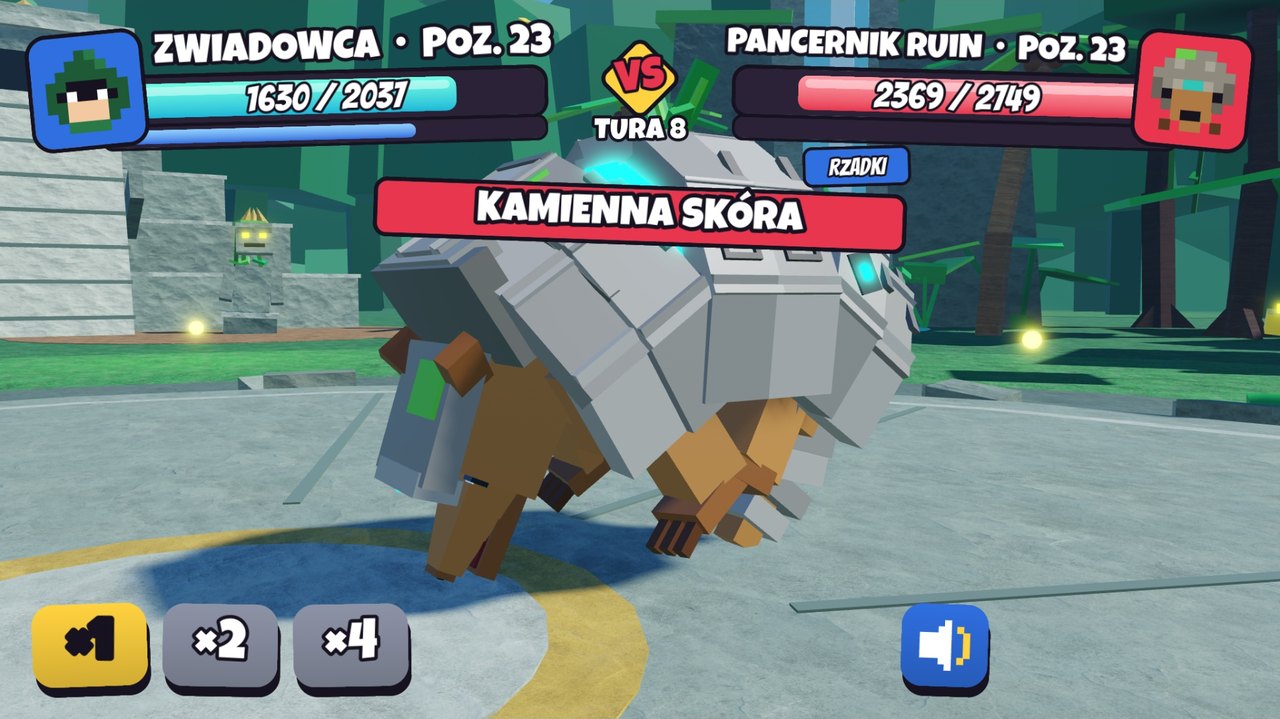 ZWIADOWCA • POZ. 23
1630 / 2037
VS
TURA 8
PANCERNIK RUIN • POZ. 23
2369 / 2749
RZADKI
KAMIENNA SKÓRA
×1
×2
×4